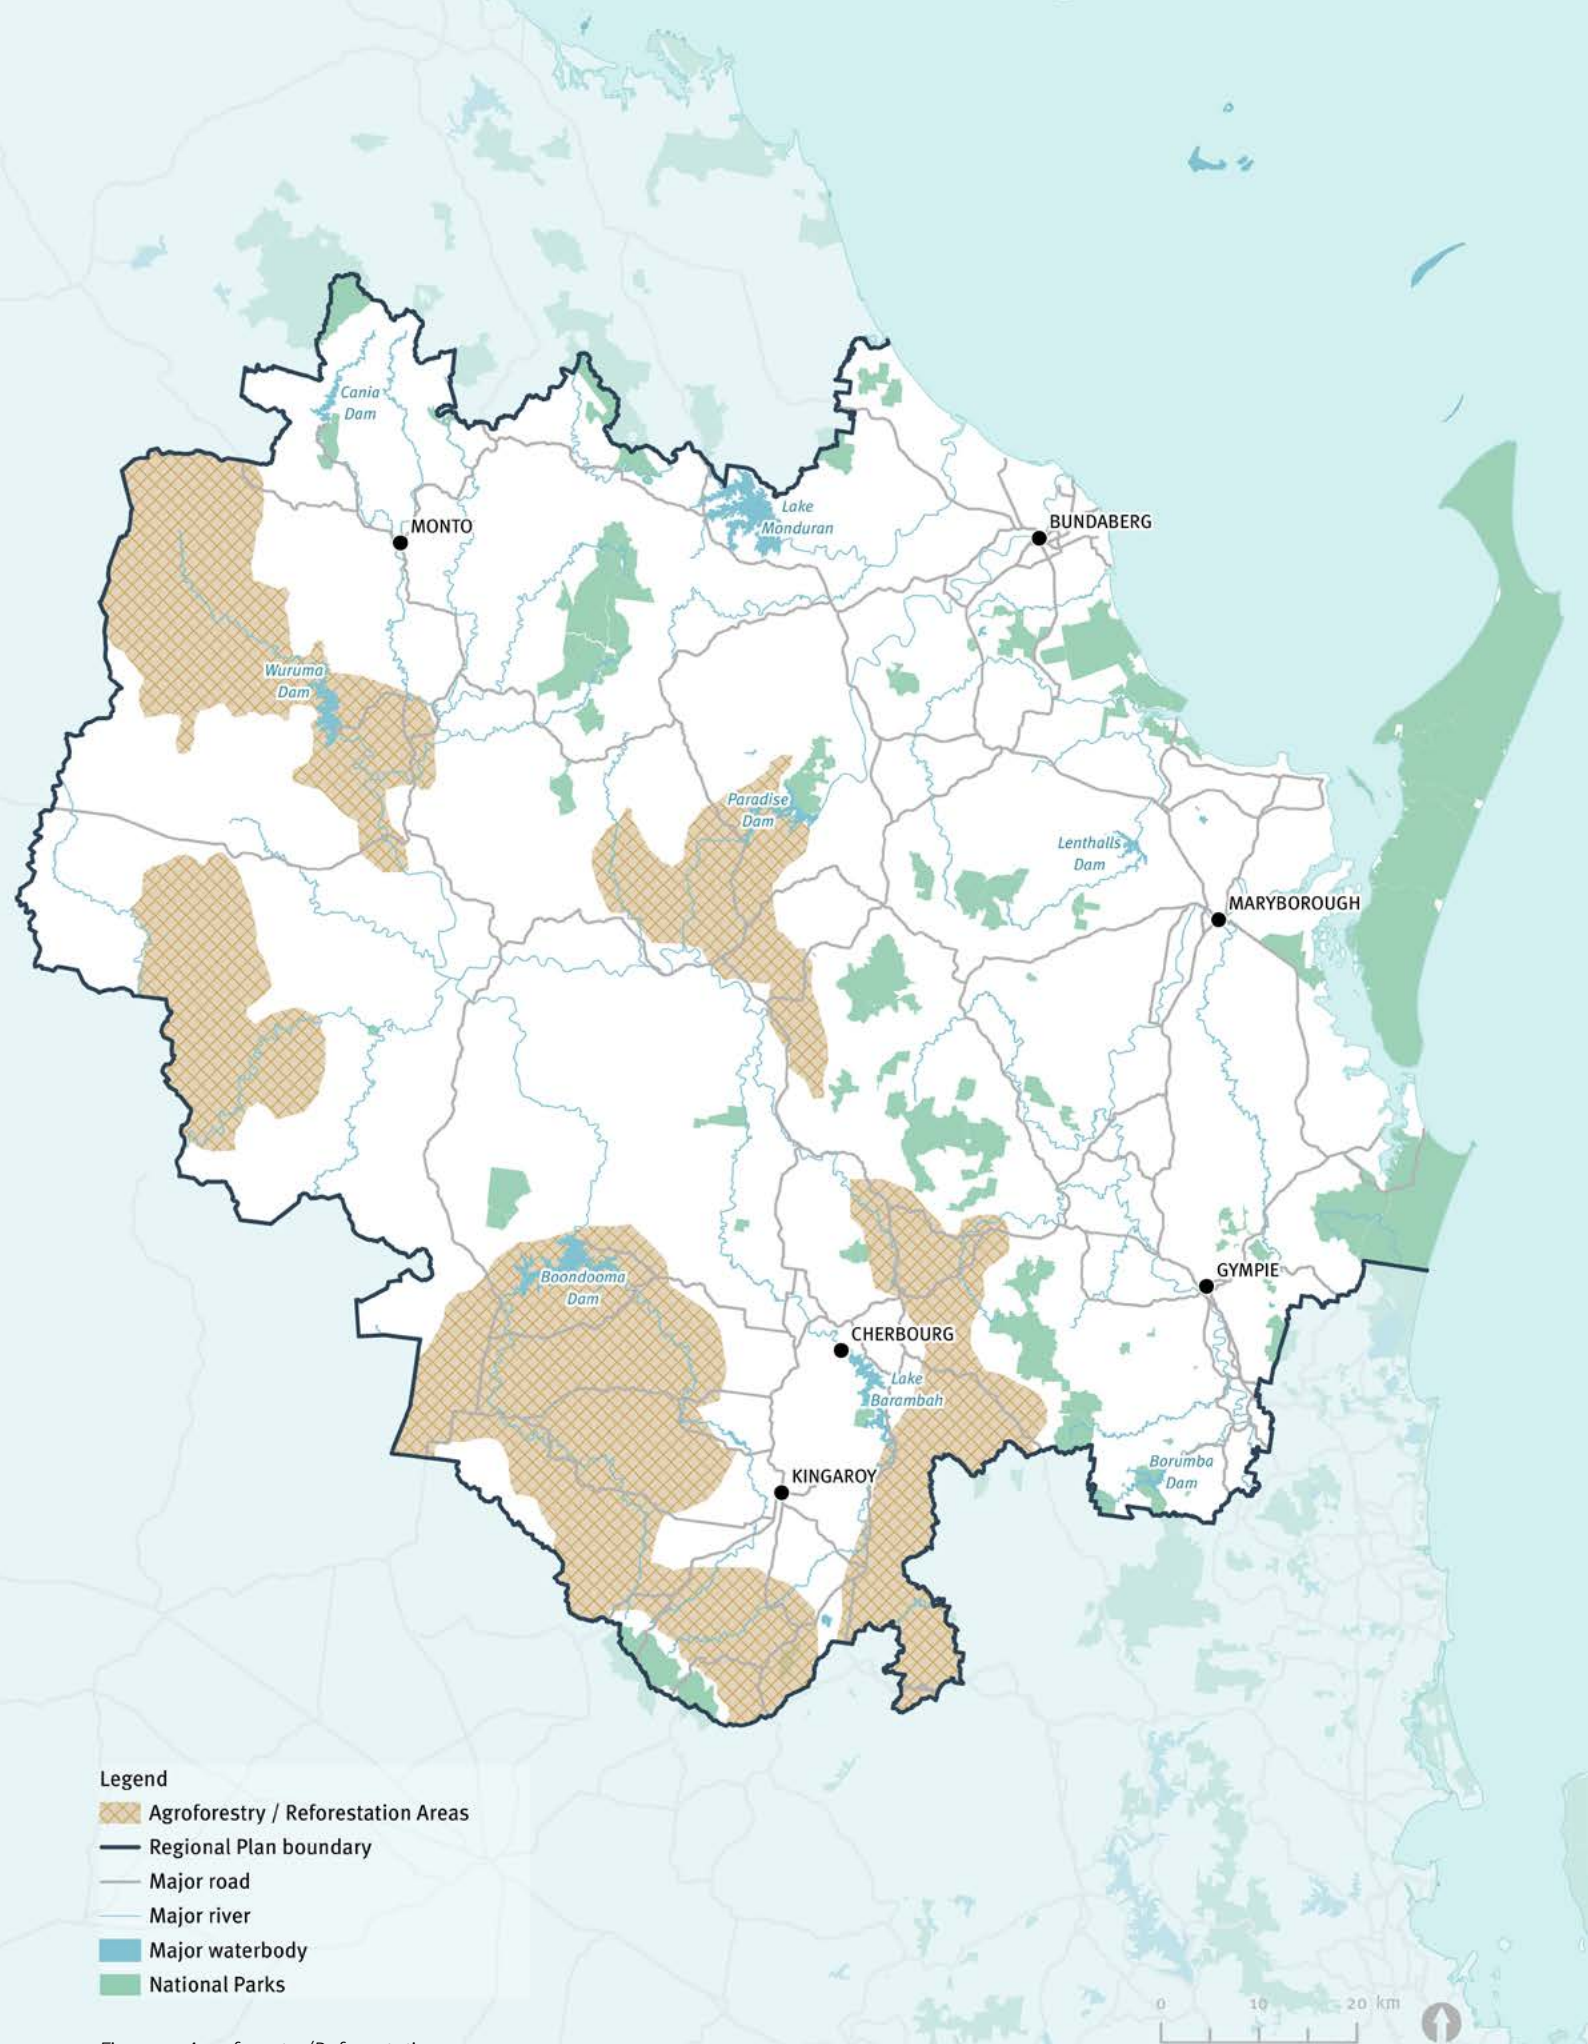 Cania
Dam
MONTO
Lake
Monduran
BUNDABERG
Wuruma
Dam
Paradise
Dam
Lenthalls
Dam
MARYBOROUGH
Boondooma
Dam
GYMPIE
CHERBOURG
Lake
Barambah
Borumba
Dam
KINGAROY
Legend
Agroforestry / Reforestation Areas
Regional Plan boundary
Major road
Major river
Major waterbody
National Parks
0 10 20 km